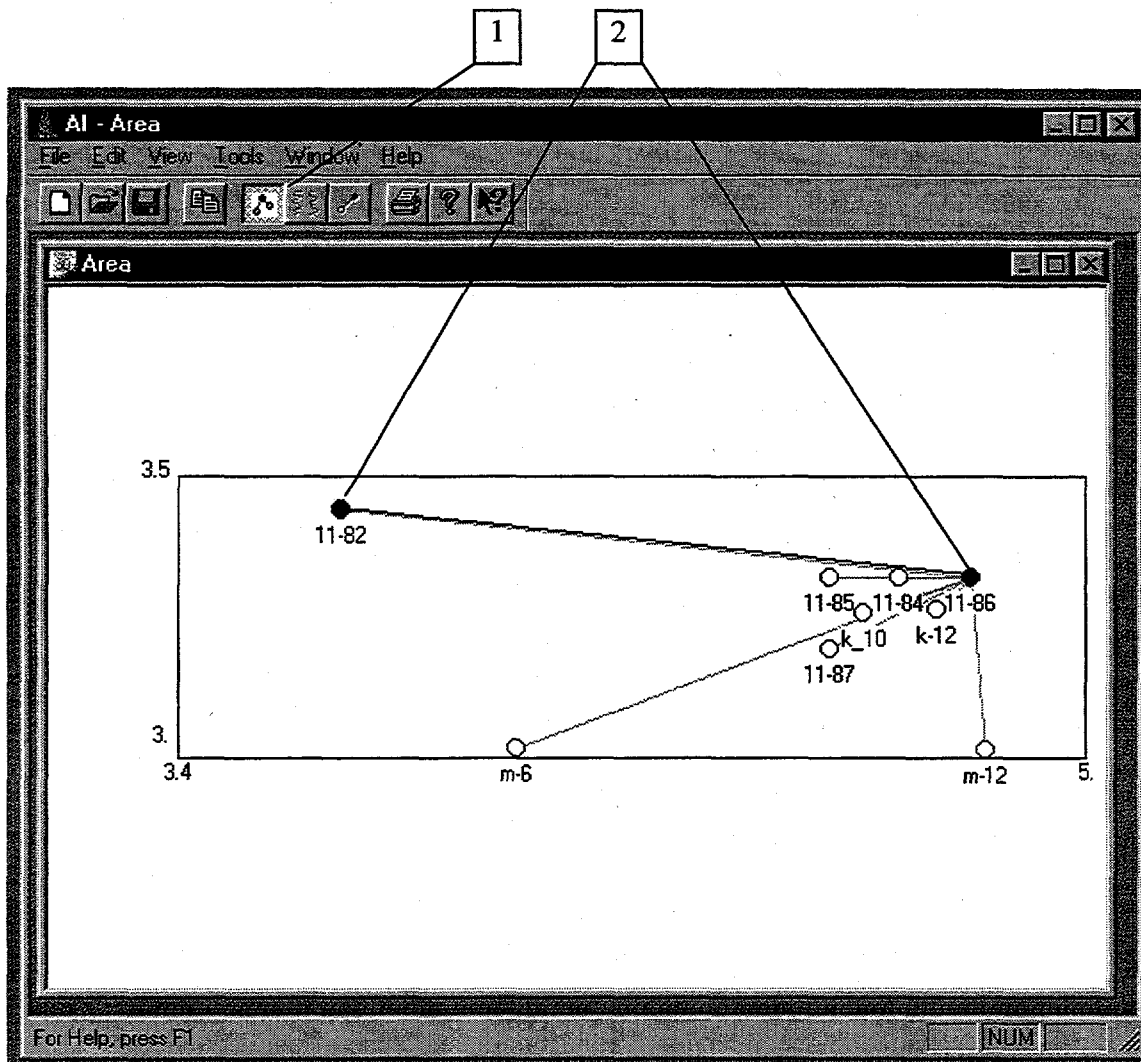 1 2
AI - Area
File Edit View Tools Window Help
Area
3.5
11-82
11-85 11-84 11-86
k_10 k-12
11-87
3.
3.4 m-6 m-12 5.
For Help, press F1 NUM